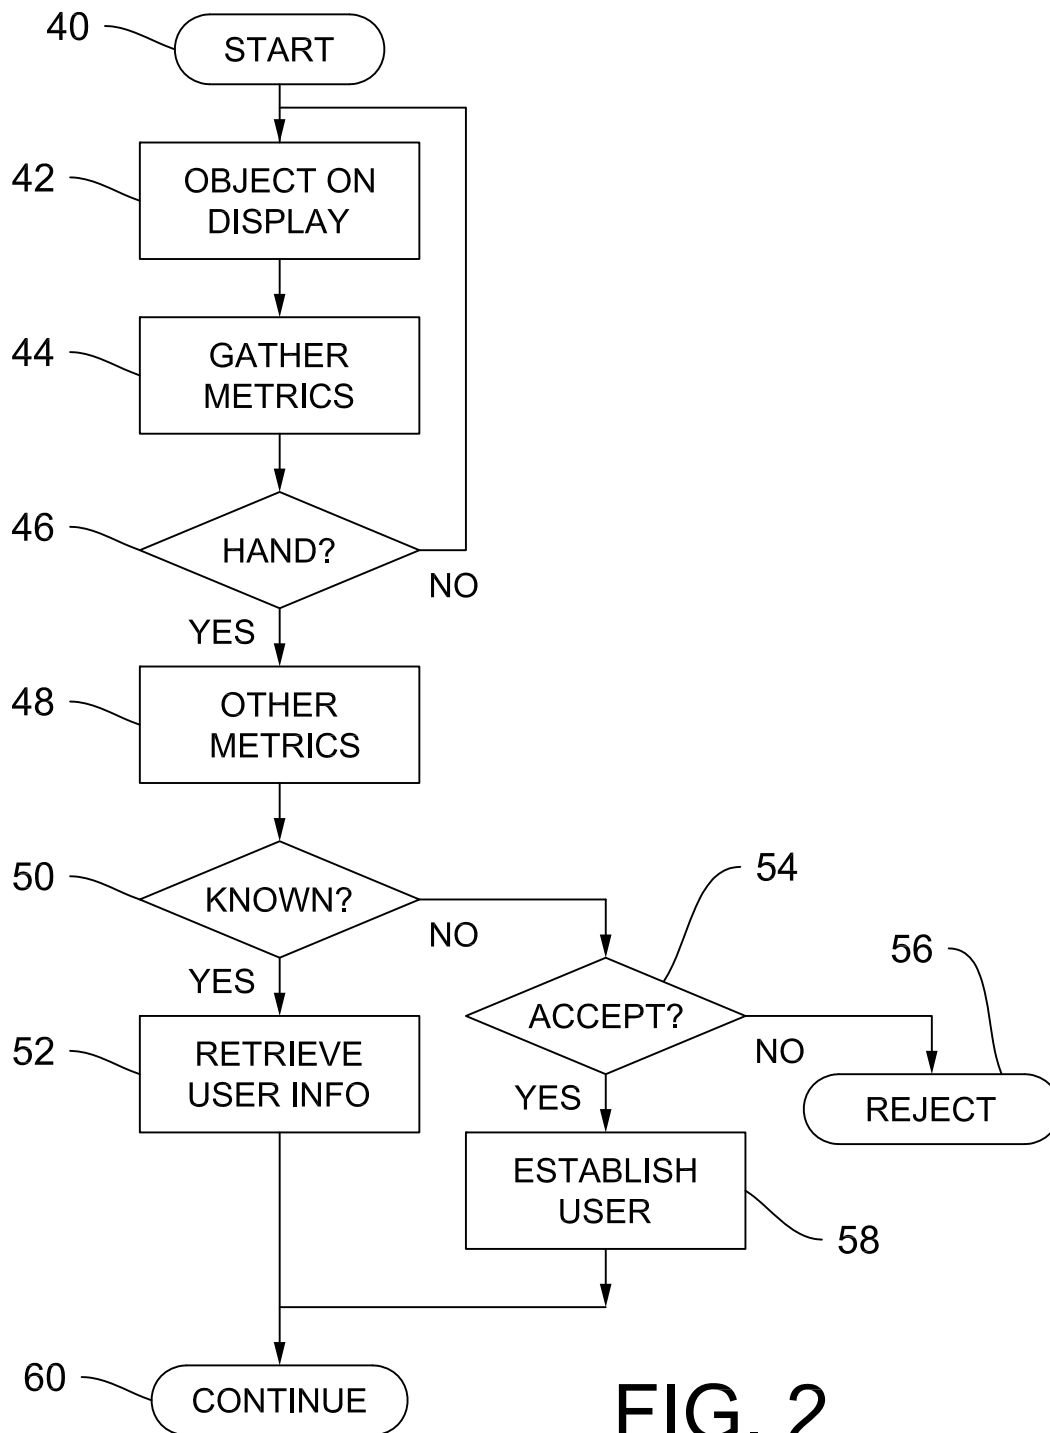 40
START
42
OBJECT ON
DISPLAY
44
GATHER
METRICS
46
HAND?
NO
YES
48
OTHER
METRICS
50
KNOWN?
NO
54
YES
ACCEPT?
56
NO
52
RETRIEVE
USER INFO
YES
REJECT
ESTABLISH
USER
58
60
CONTINUE
FIG. 2